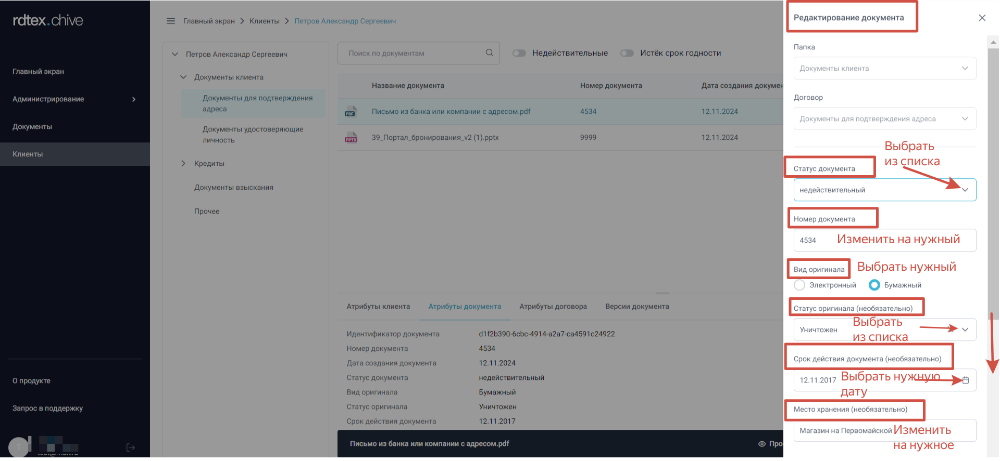 rdtex.chive
Главный экран
Администрирование
Документы
Клиенты
О продукте
Запрос в поддержку
T
Главный экран > Клиенты > Петров Александр Сергеевич
Петров Александр Сергеевич
Документы клиента
Документы для подтверждения
адреса
Документы удостоверяющие
личность
Кредиты
Документы взыскания
Прочее
Поиск по документам
Недействительные
Истёк срок годности
Название документа Номер документа Дата создания докумен
PDF Письмо из банка или компании с адресом.pdf 4534 12.11.2024
PPTX 39_Портал_бронирования_v2 (1).pptx 9999 12.11.2024
Атрибуты клиента Атрибуты документа Атрибуты договора Версии документа
Идентификатор документа d1f2b390-6cbc-4914-a2a7-ca4591c24922
Номер документа 4534
Дата создания документа 12.11.2024
Статус документа недействительный
Вид оригинала Бумажный
Статус оригинала Уничтожен
Срок действия документа 12.11.2017
Письмо из банка или компании с адресом.pdf Про
Редактирование документа
Папка
Документы клиента
Договор
Документы для подтверждения адреса
Выбрать
из списка
Статус документа
недействительный
Номер документа
4534 Изменить на нужный
Вид оригинала Выбрать нужный
Электронный Бумажный
Статус оригинала (необязательно)
Уничтожен
Выбрать
из списка
Срок действия документа (необязательно)
12.11.2017
Выбрать нужную
дату
Место хранения (необязательно)
Магазин на Первомайской
Изменить
на нужное